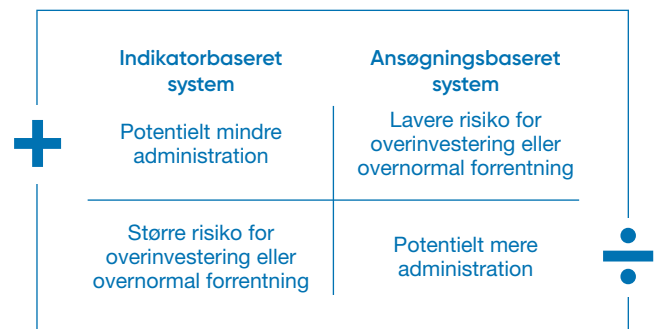 Indikatorbaseret
system
Ansøgningsbaseret
system
+
Potentielt mindre
administration
Lavere risiko for
overinvestering eller
overnormal forrentning
Større risiko for
overinvestering eller
overnormal forrentning
Potentielt mere
administration
÷